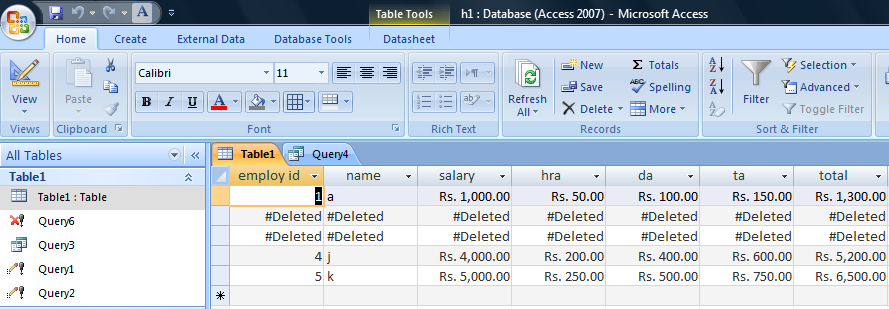 Table Tools h1 : Database (Access 2007) - Microsoft Access
Home Create External Data Database Tools Datasheet
View
Views
Paste
Clipboard
Calibri 11
B I U A
Font
Rich Text
Refresh All
New
Save
Delete
Σ Totals
Spelling
More
Records
Filter
Selection
Advanced
Toggle Filter
Sort & Filter
All Tables
Table1
Table1 : Table
Query6
Query3
Query1
Query2
Table1 Query4
employ id name salary hra da ta total
1 a Rs. 1,000.00 Rs. 50.00 Rs. 100.00 Rs. 150.00 Rs. 1,300.00
#Deleted #Deleted #Deleted #Deleted #Deleted #Deleted #Deleted
#Deleted #Deleted #Deleted #Deleted #Deleted #Deleted #Deleted
4 j Rs. 4,000.00 Rs. 200.00 Rs. 400.00 Rs. 600.00 Rs. 5,200.00
5 k Rs. 5,000.00 Rs. 250.00 Rs. 500.00 Rs. 750.00 Rs. 6,500.00